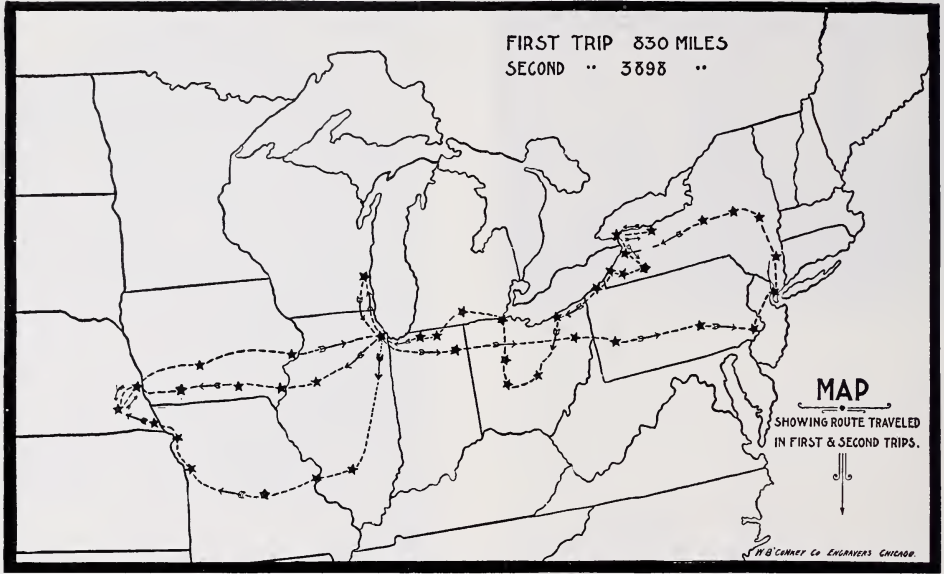 FIRST TRIP 830 MILES
SECOND " 3898 "
MAP
SHOWING ROUTE TRAVELED
IN FIRST & SECOND TRIPS.
W B CONKEY CO ENGRAVERS CHICAGO.